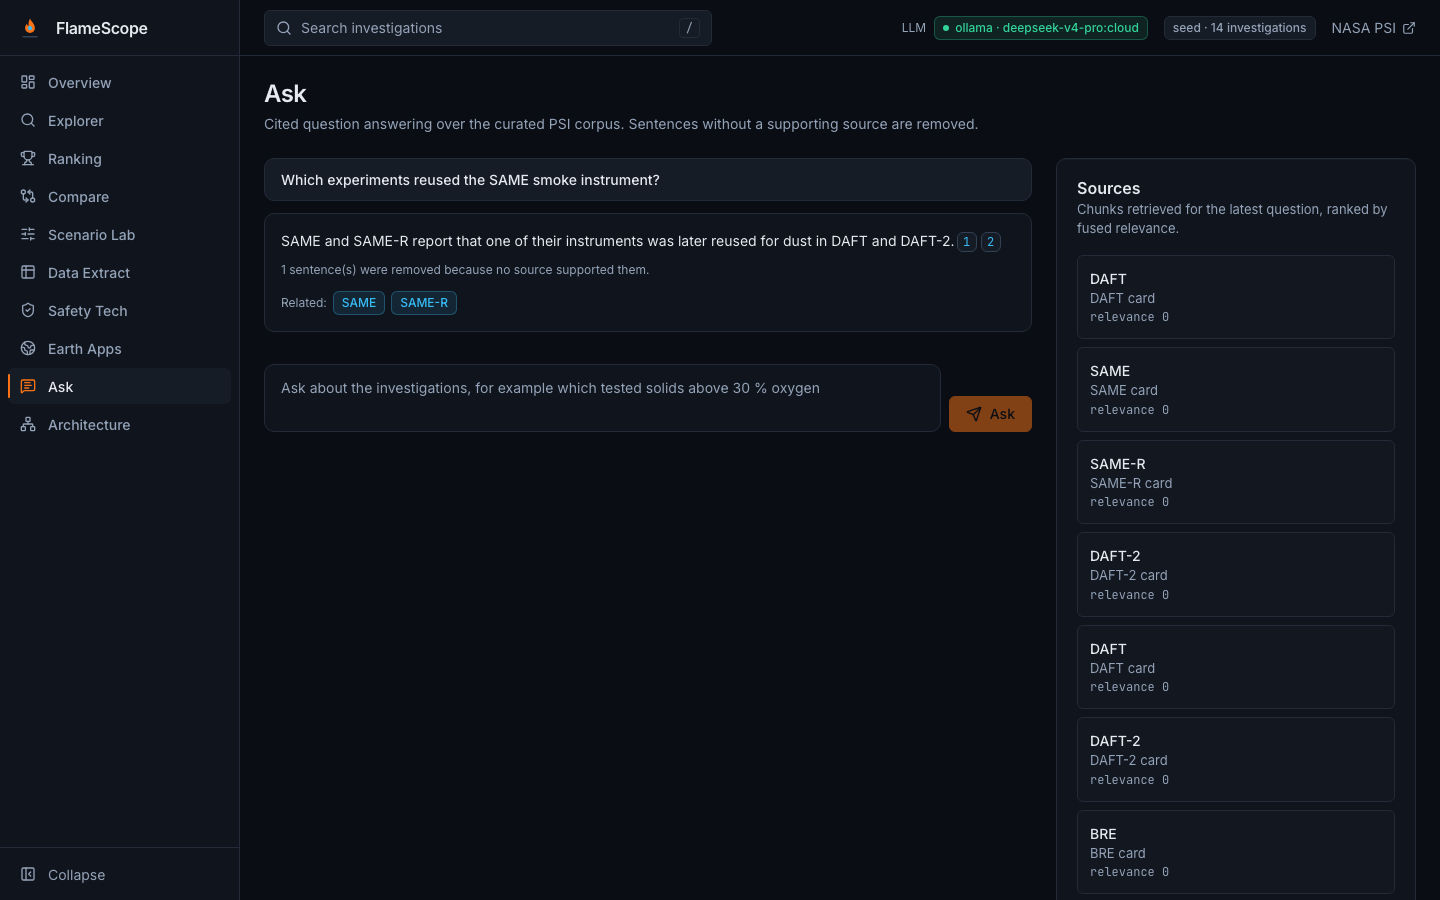 FlameScope
Search investigations
/
LLM
ollama · deepseek-v4-pro:cloud
seed · 14 investigations
NASA PSI
Overview
Explorer
Ranking
Compare
Scenario Lab
Data Extract
Safety Tech
Earth Apps
Ask
Architecture
Collapse
Ask
Cited question answering over the curated PSI corpus. Sentences without a supporting source are removed.
Which experiments reused the SAME smoke instrument?
SAME and SAME-R report that one of their instruments was later reused for dust in DAFT and DAFT-2. 1 2
1 sentence(s) were removed because no source supported them.
Related: SAME SAME-R
Ask about the investigations, for example which tested solids above 30 % oxygen
Ask
Sources
Chunks retrieved for the latest question, ranked by
fused relevance.
DAFT
DAFT card
relevance 0
SAME
SAME card
relevance 0
SAME-R
SAME-R card
relevance 0
DAFT-2
DAFT-2 card
relevance 0
DAFT
DAFT card
relevance 0
DAFT-2
DAFT-2 card
relevance 0
BRE
BRE card
relevance 0